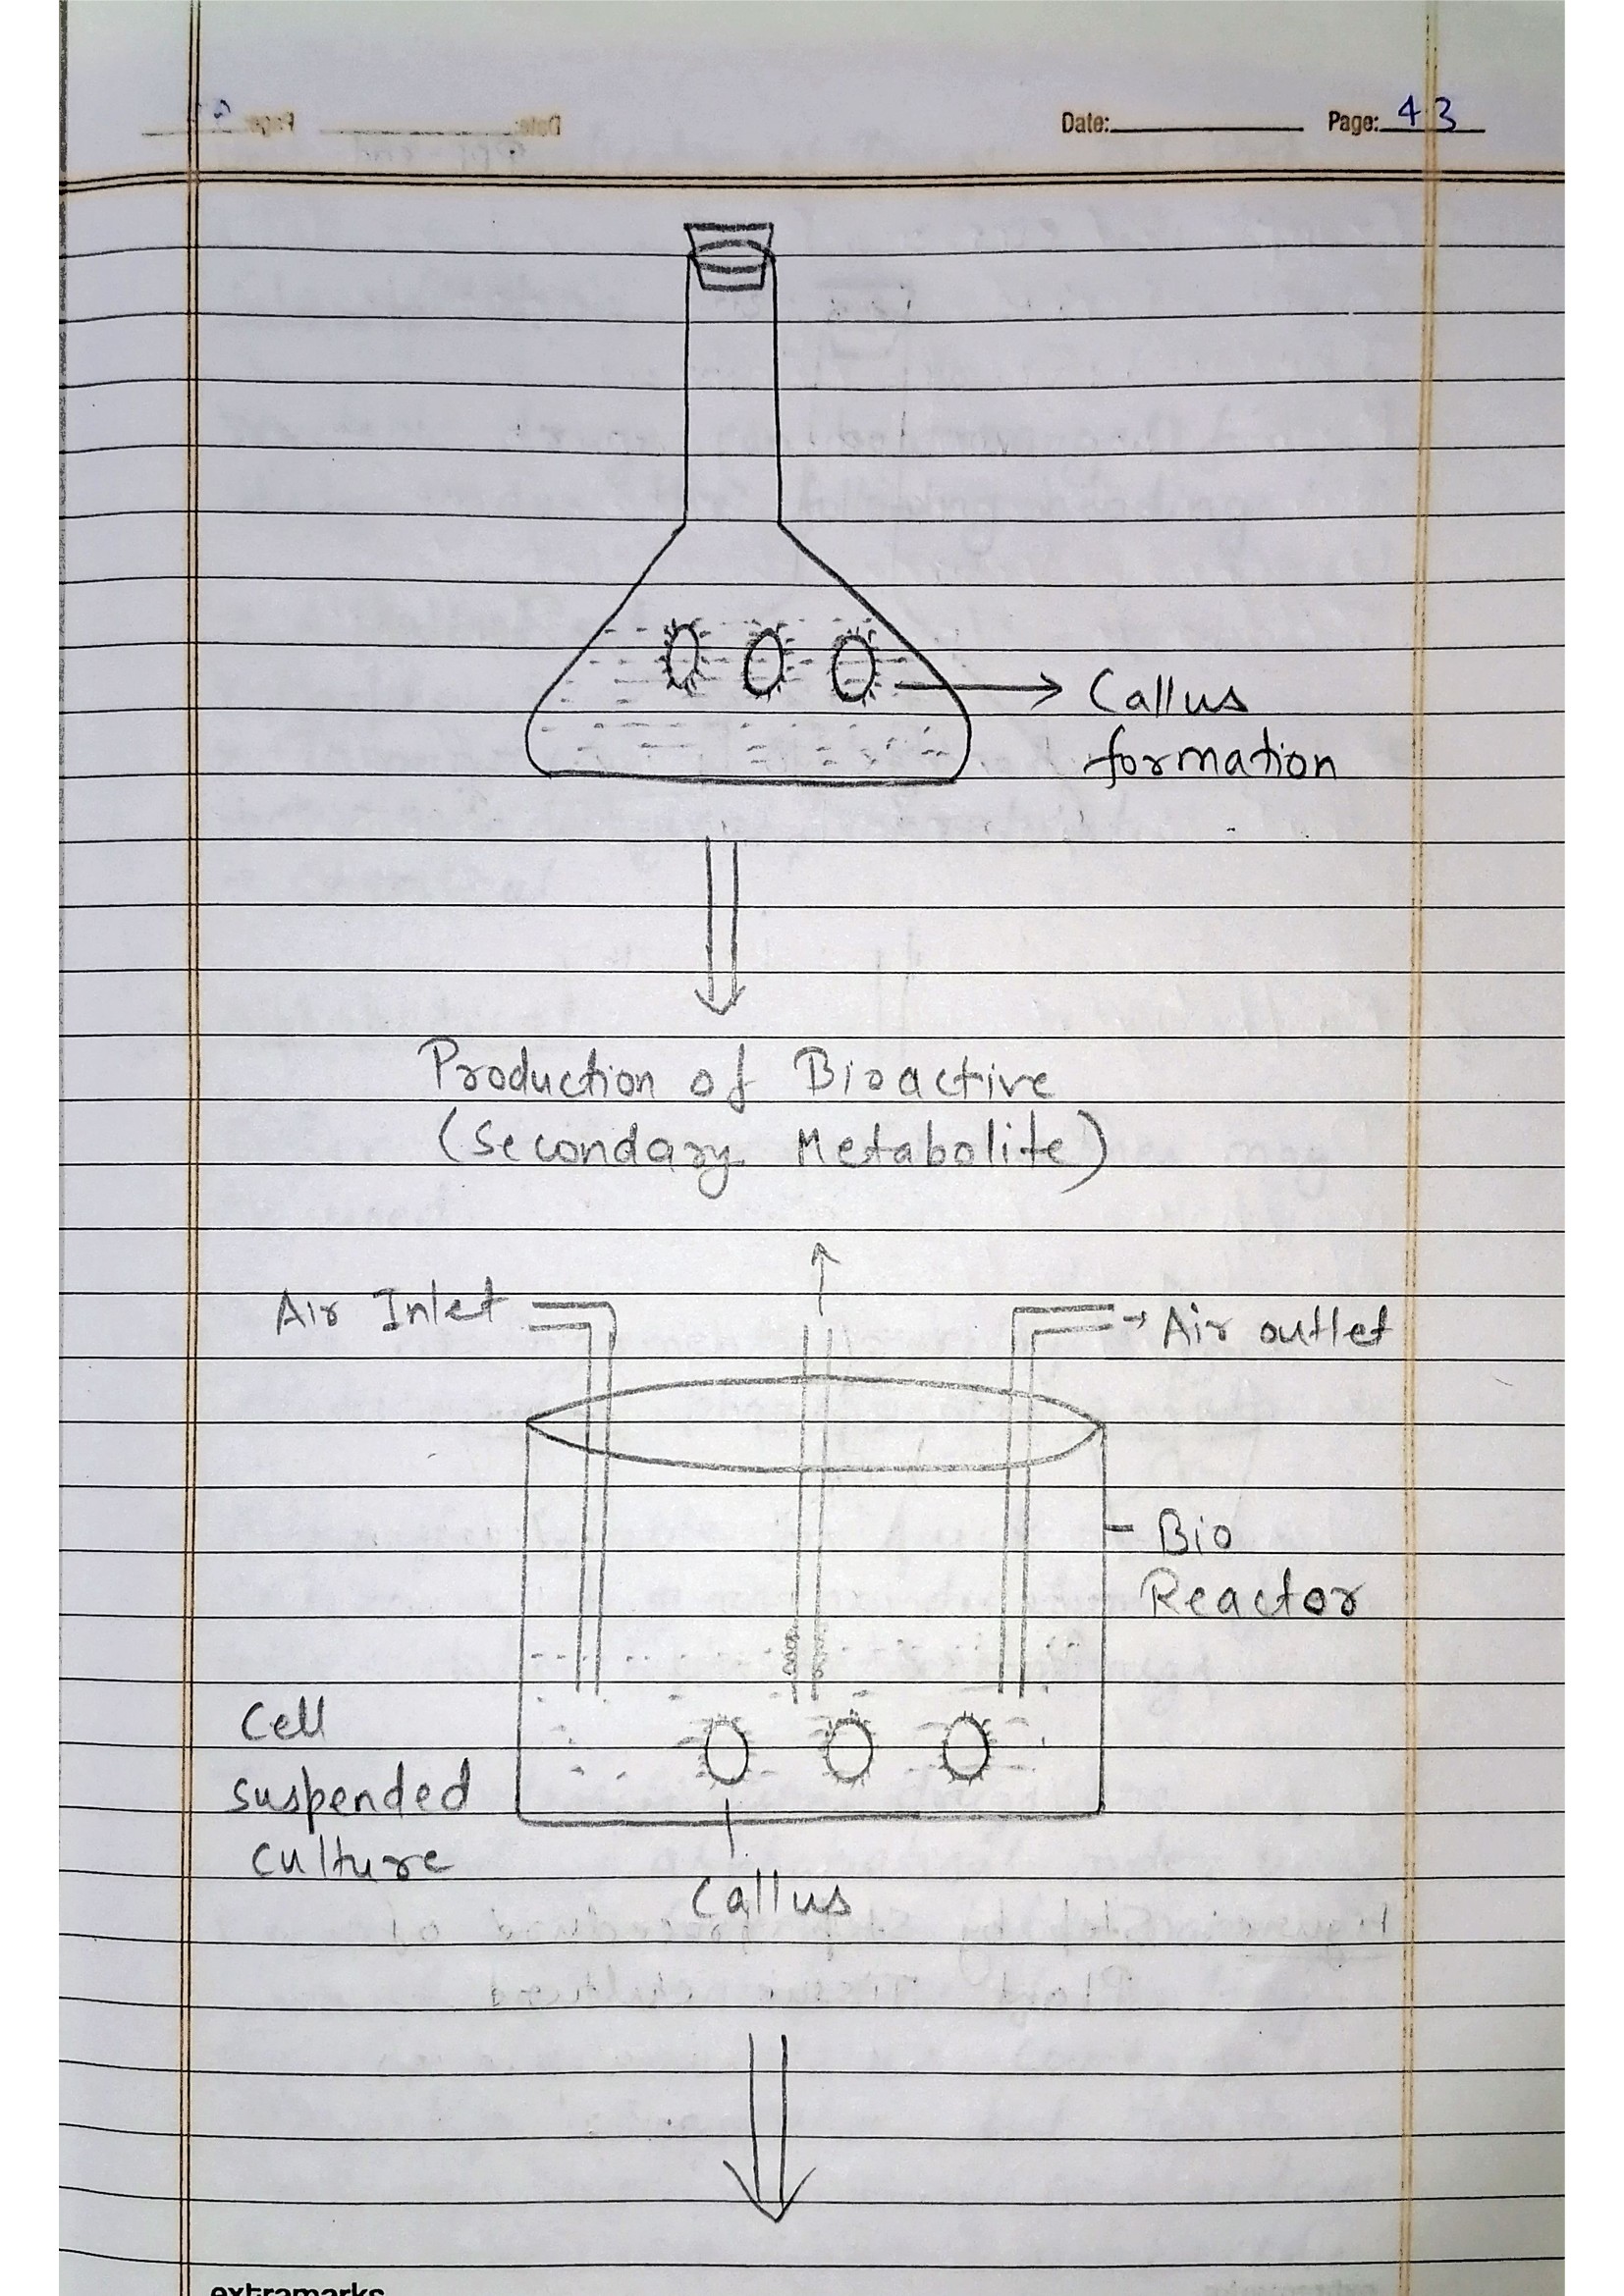 Date: Page: 43
Callus
formation
Production of Bioactive
(Secondary Metabolite)
Air Inlet
Air outlet
Bio
Reactor
Cell
suspended
culture
Callus
extramarks